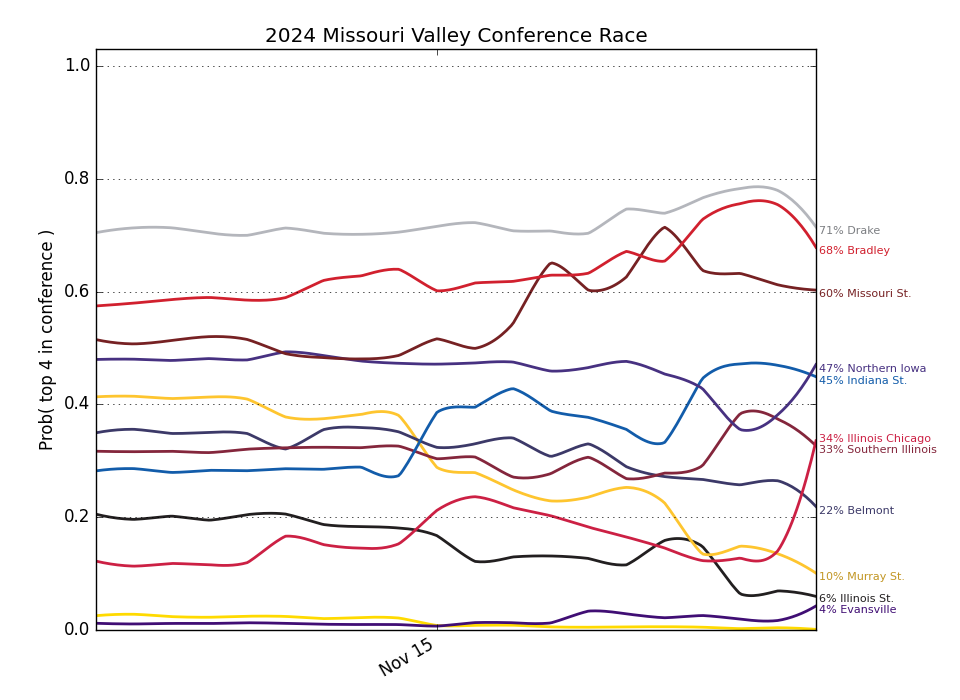 2024 Missouri Valley Conference Race
1.0
0.8
0.6
0.4
0.2
0.0
Prob( top 4 in conference )
Nov 15
71% Drake
68% Bradley
60% Missouri St.
47% Northern Iowa
45% Indiana St.
34% Illinois Chicago
33% Southern Illinois
22% Belmont
10% Murray St.
6% Illinois St.
4% Evansville